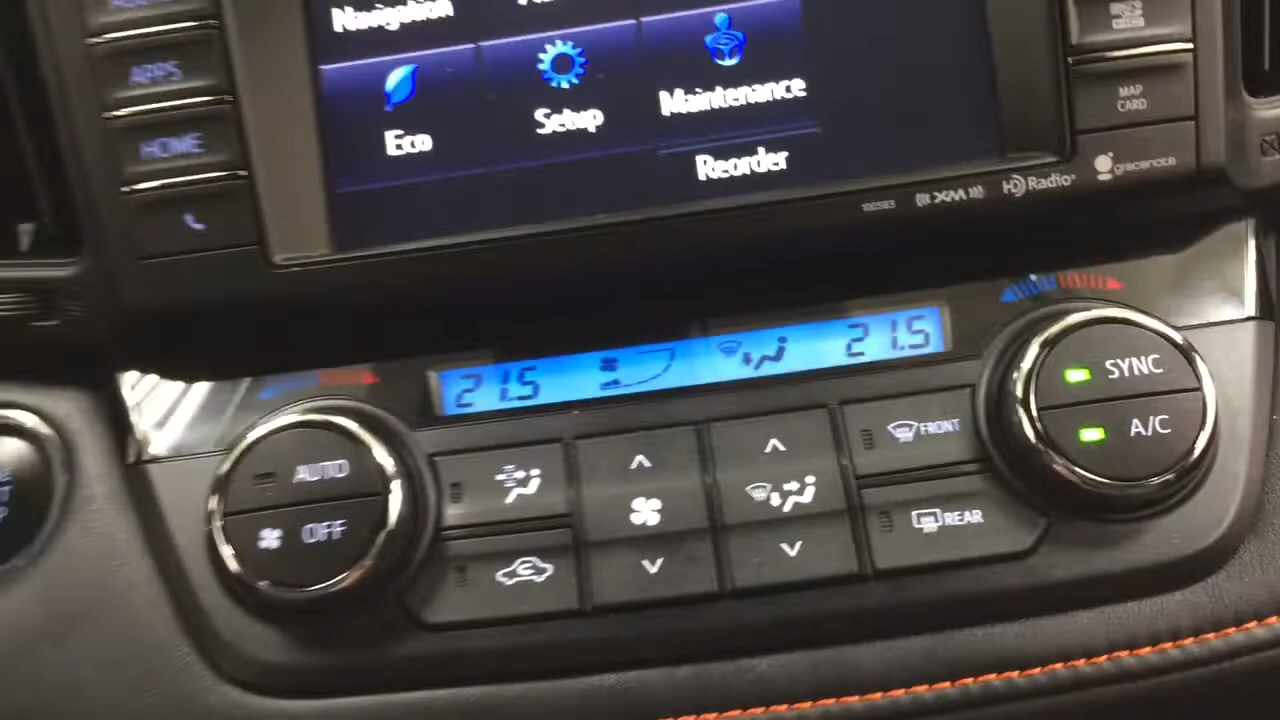 Navigation
APPS
Eco
Setup
Maintenance
HOME
Reorder
MAP
CARD
100583
XM
HD Radio
gracenote
21.5
21.5
AUTO
OFF
FRONT
REAR
SYNC
A/C